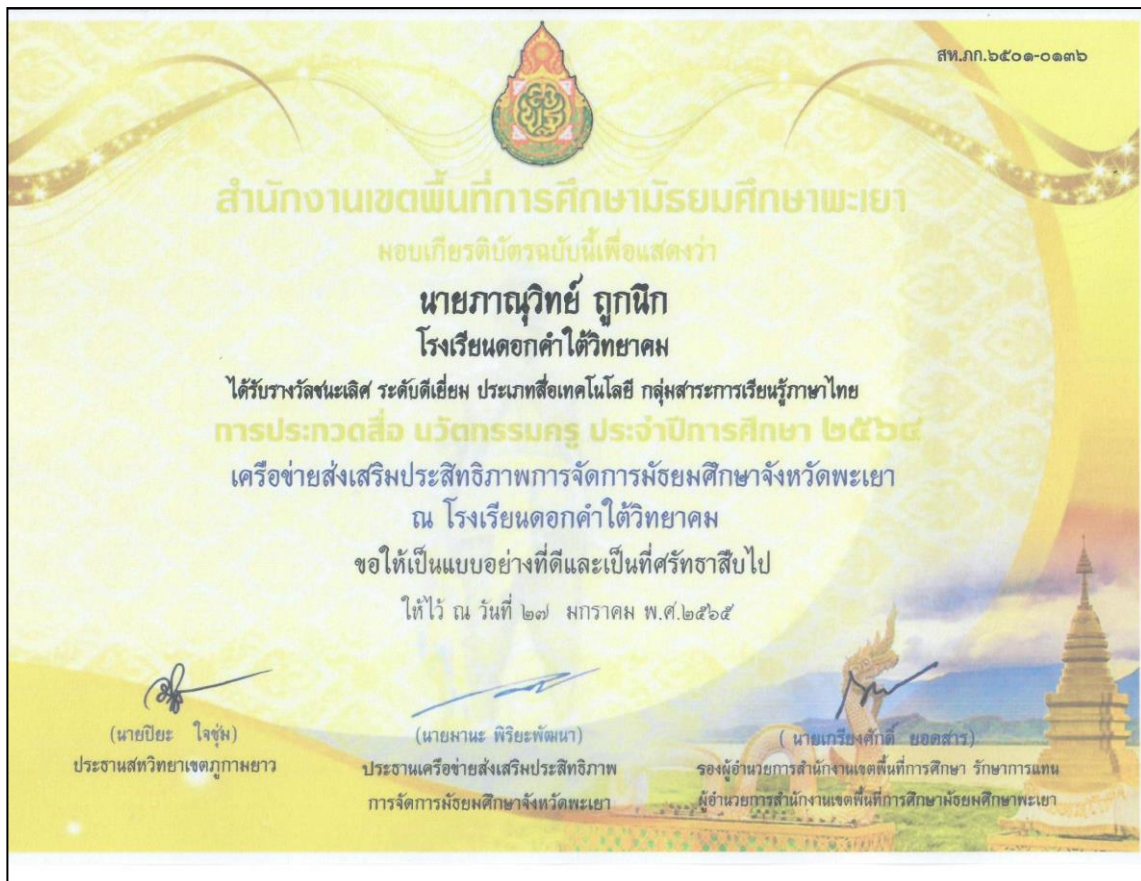 สห.ภก.๖๕๐๑-๐๑๓๖
สำนักงานเขตพื้นที่การศึกษามัธยมศึกษาพะเยา
มอบเกียรติบัตรฉบับนี้เพื่อแสดงว่า
นายภาณุวิทย์ ถูกนึก
โรงเรียนดอกคำใต้วิทยาคม
ได้รับรางวัลชนะเลิศ ระดับดีเยี่ยม ประเภทสื่อเทคโนโลยี กลุ่มสาระการเรียนรู้ภาษาไทย
การประกวดสื่อ นวัตกรรมครู ประจำปีการศึกษา ๒๕๖๔
เครือข่ายส่งเสริมประสิทธิภาพการจัดการมัธยมศึกษาจังหวัดพะเยา
ณ โรงเรียนดอกคำใต้วิทยาคม
ขอให้เป็นแบบอย่างที่ดีและเป็นที่ศรัทธาสืบไป
ให้ไว้ ณ วันที่ ๒๗ มกราคม พ.ศ.๒๕๖๕
(นายปิยะ ใจชุ่ม)
ประธานสหวิทยาเขตภูกามยาว
(นายมานะ พิริยะพัฒนา)
ประธานเครือข่ายส่งเสริมประสิทธิภาพ
การจัดการมัธยมศึกษาจังหวัดพะเยา
( นายเกรียงศักดิ์ ยอดสาร)
รองผู้อำนวยการสำนักงานเขตพื้นที่การศึกษา รักษาการแทน
ผู้อำนวยการสำนักงานเขตพื้นที่การศึกษามัธยมศึกษาพะเยา